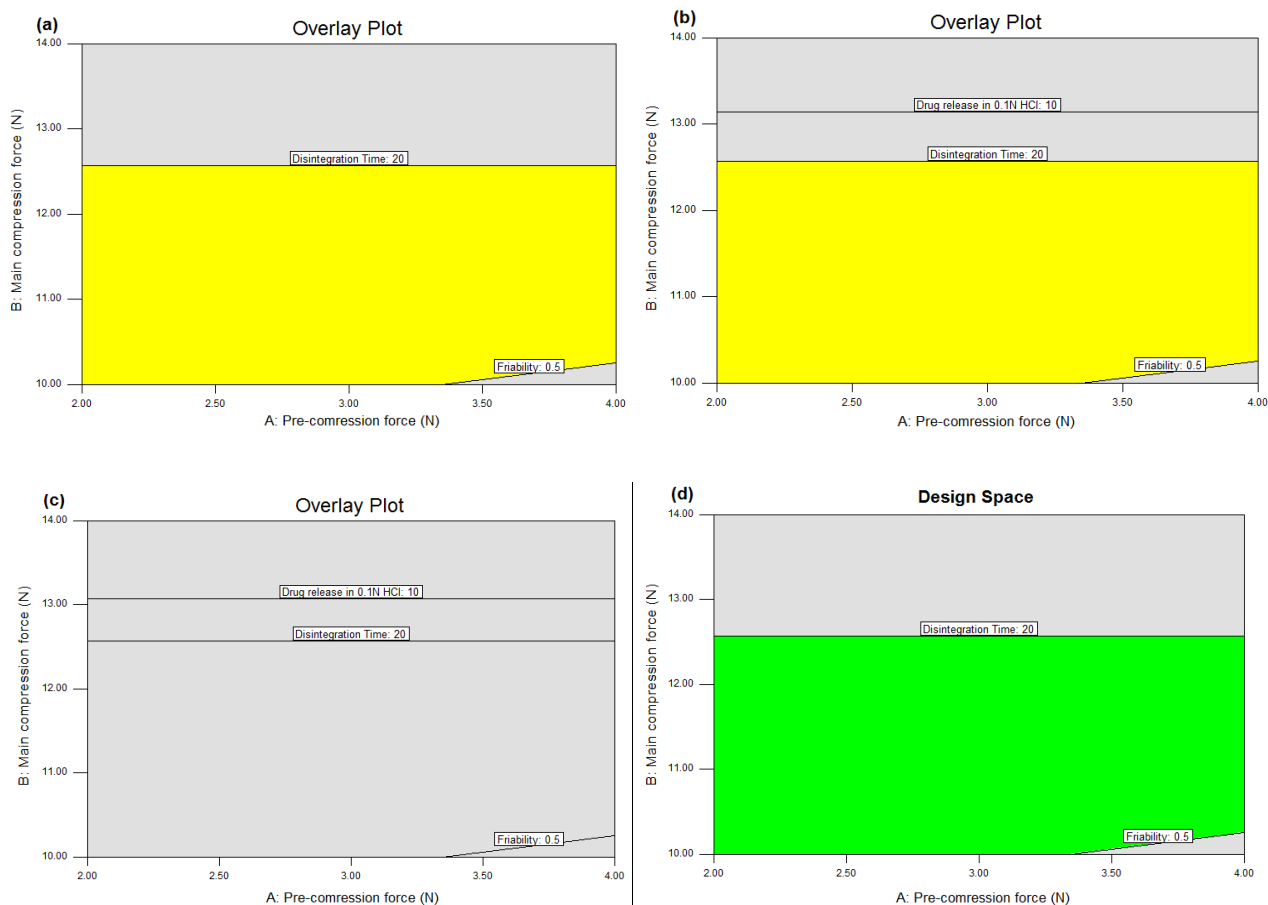 (a)
Overlay Plot
14.00
13.00
12.00
11.00
10.00
B: Main compression force (N)
Disintegration Time: 20
Friability: 0.5
2.00 2.50 3.00 3.50 4.00
A: Pre-comression force (N)
(b)
Overlay Plot
14.00
13.00
12.00
11.00
10.00
B: Main compression force (N)
Drug release in 0.1N HCl: 10
Disintegration Time: 20
Friability: 0.5
2.00 2.50 3.00 3.50 4.00
A: Pre-comression force (N)
(c)
Overlay Plot
14.00
13.00
12.00
11.00
10.00
B: Main compression force (N)
Drug release in 0.1N HCl: 10
Disintegration Time: 20
Friability: 0.5
2.00 2.50 3.00 3.50 4.00
A: Pre-comression force (N)
(d)
Design Space
14.00
13.00
12.00
11.00
10.00
B: Main compression force (N)
Disintegration Time: 20
Friability: 0.5
2.00 2.50 3.00 3.50 4.00
A: Pre-comression force (N)